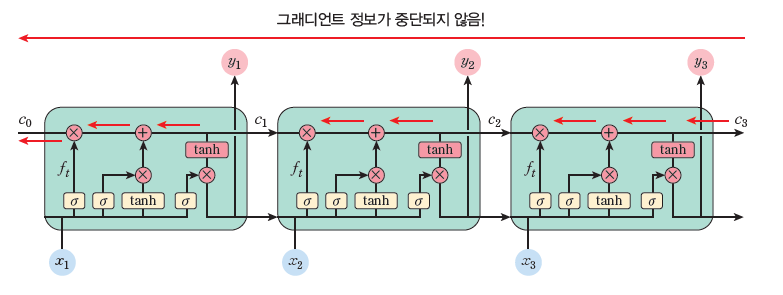 그래디언트 정보가 중단되지 않음!
y1 y2 y3
c0 c1 c2 c3
× + × + × +
tanh tanh tanh
ft × × ft × × ft × ×
σ σ tanh σ σ σ tanh σ σ σ tanh σ
x1 x2 x3